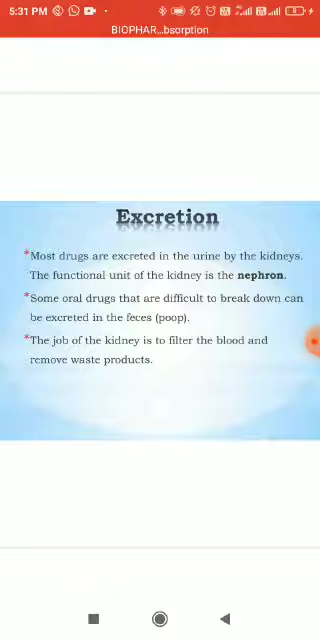 5:31 PM
BIOPHAR...bsorption
Excretion
*Most drugs are excreted in the urine by the kidneys.
The functional unit of the kidney is the nephron.
*Some oral drugs that are difficult to break down can
be excreted in the feces (poop).
*The job of the kidney is to filter the blood and
remove waste products.